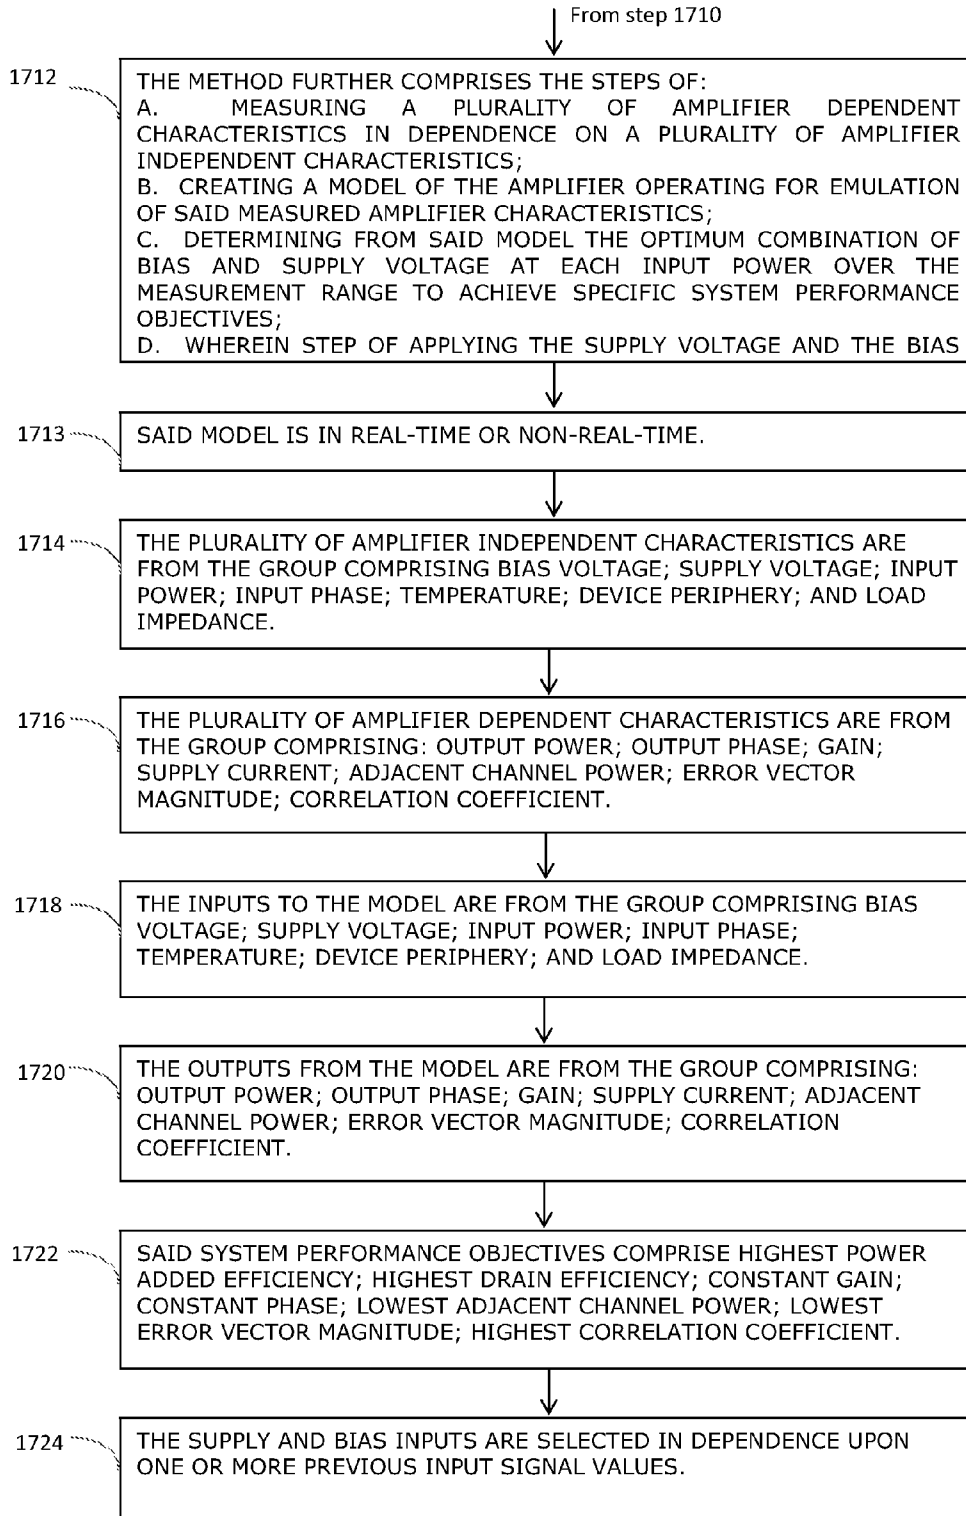 From step 1710
1712
THE METHOD FURTHER COMPRISES THE STEPS OF:
A. MEASURING A PLURALITY OF AMPLIFIER DEPENDENT
CHARACTERISTICS IN DEPENDENCE ON A PLURALITY OF AMPLIFIER
INDEPENDENT CHARACTERISTICS;
B. CREATING A MODEL OF THE AMPLIFIER OPERATING FOR EMULATION
OF SAID MEASURED AMPLIFIER CHARACTERISTICS;
C. DETERMINING FROM SAID MODEL THE OPTIMUM COMBINATION OF
BIAS AND SUPPLY VOLTAGE AT EACH INPUT POWER OVER THE
MEASUREMENT RANGE TO ACHIEVE SPECIFIC SYSTEM PERFORMANCE
OBJECTIVES;
D. WHEREIN STEP OF APPLYING THE SUPPLY VOLTAGE AND THE BIAS
1713
SAID MODEL IS IN REAL-TIME OR NON-REAL-TIME.
1714
THE PLURALITY OF AMPLIFIER INDEPENDENT CHARACTERISTICS ARE
FROM THE GROUP COMPRISING BIAS VOLTAGE; SUPPLY VOLTAGE; INPUT
POWER; INPUT PHASE; TEMPERATURE; DEVICE PERIPHERY; AND LOAD
IMPEDANCE.
1716
THE PLURALITY OF AMPLIFIER DEPENDENT CHARACTERISTICS ARE FROM
THE GROUP COMPRISING: OUTPUT POWER; OUTPUT PHASE; GAIN;
SUPPLY CURRENT; ADJACENT CHANNEL POWER; ERROR VECTOR
MAGNITUDE; CORRELATION COEFFICIENT.
1718
THE INPUTS TO THE MODEL ARE FROM THE GROUP COMPRISING BIAS
VOLTAGE; SUPPLY VOLTAGE; INPUT POWER; INPUT PHASE;
TEMPERATURE; DEVICE PERIPHERY; AND LOAD IMPEDANCE.
1720
THE OUTPUTS FROM THE MODEL ARE FROM THE GROUP COMPRISING:
OUTPUT POWER; OUTPUT PHASE; GAIN; SUPPLY CURRENT; ADJACENT
CHANNEL POWER; ERROR VECTOR MAGNITUDE; CORRELATION
COEFFICIENT.
1722
SAID SYSTEM PERFORMANCE OBJECTIVES COMPRISE HIGHEST POWER
ADDED EFFICIENCY; HIGHEST DRAIN EFFICIENCY; CONSTANT GAIN;
CONSTANT PHASE; LOWEST ADJACENT CHANNEL POWER; LOWEST
ERROR VECTOR MAGNITUDE; HIGHEST CORRELATION COEFFICIENT.
1724
THE SUPPLY AND BIAS INPUTS ARE SELECTED IN DEPENDENCE UPON
ONE OR MORE PREVIOUS INPUT SIGNAL VALUES.